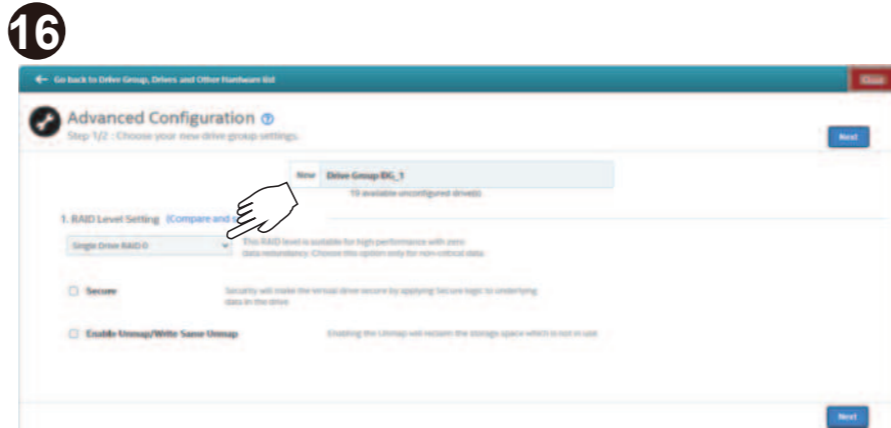 16
← Go back to Drive Group, Drivers and Other Hardware list
Close
Advanced Configuration
Step 1/2 : Choose your new drive group settings.
Next
New Drive Group DG_1
19 available unconfigured drive(s)
1. RAID Level Setting (Compare and
Single Drive RAID 0
This RAID level is suitable for high performance with zero
data redundancy. Choose this option only for non-critical data.
Secure
Security will make the virtual drive secure by applying Secure logic to underlying
data in the drive
Enable Unmap/Write Same Unmap
Enabling the Unmap will reclaim the storage space which is not in use
Next